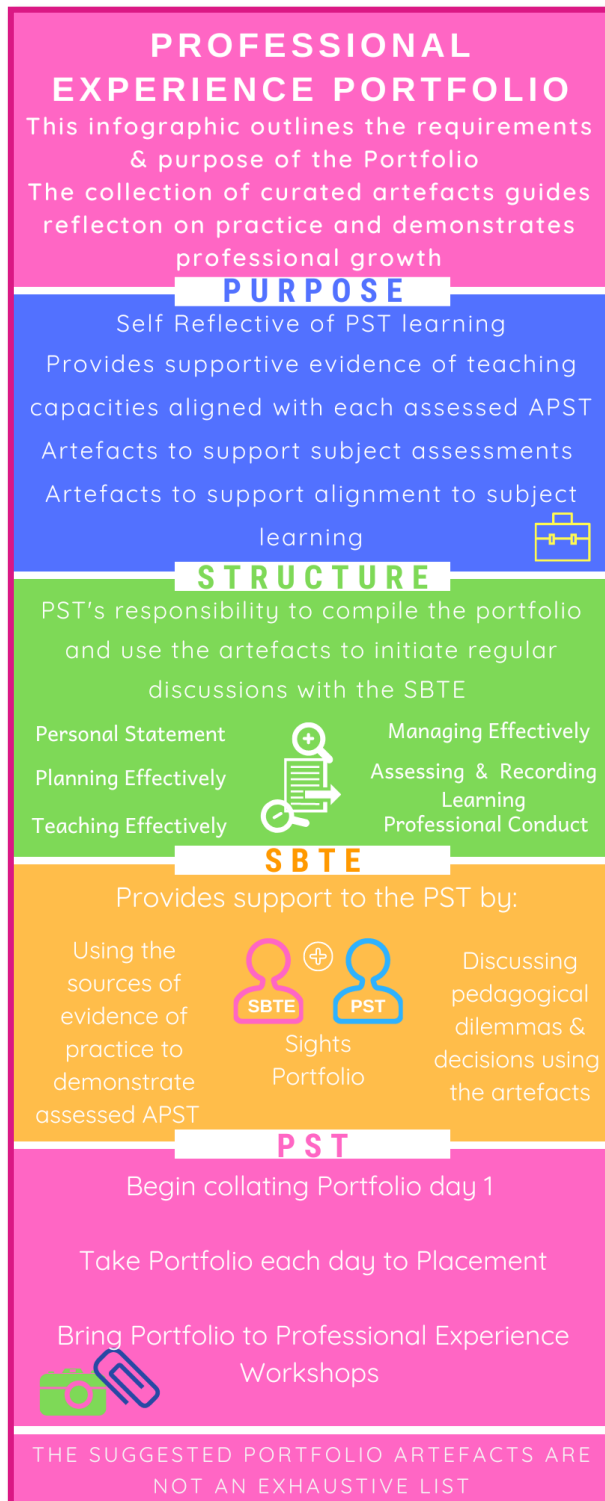 PROFESSIONAL
EXPERIENCE PORTFOLIO
This infographic outlines the requirements
& purpose of the Portfolio
The collection of curated artefacts guides
reflecton on practice and demonstrates
professional growth
PURPOSE
Self Reflective of PST learning
Provides supportive evidence of teaching
capacities aligned with each assessed APST
Artefacts to support subject assessments
Artefacts to support alignment to subject
learning
STRUCTURE
PST's responsibility to compile the portfolio
and use the artefacts to initiate regular
discussions with the SBTE
Personal Statement
Planning Effectively
Teaching Effectively
Managing Effectively
Assessing & Recording
Learning
Professional Conduct
SBTE
Provides support to the PST by:
Using the
sources of
evidence of
practice to
demonstrate
assessed APST
SBTE
PST
Sights
Portfolio
Discussing
pedagogical
dilemmas &
decisions using
the artefacts
PST
Begin collating Portfolio day 1
Take Portfolio each day to Placement
Bring Portfolio to Professional Experience
Workshops
THE SUGGESTED PORTFOLIO ARTEFACTS ARE
NOT AN EXHAUSTIVE LIST